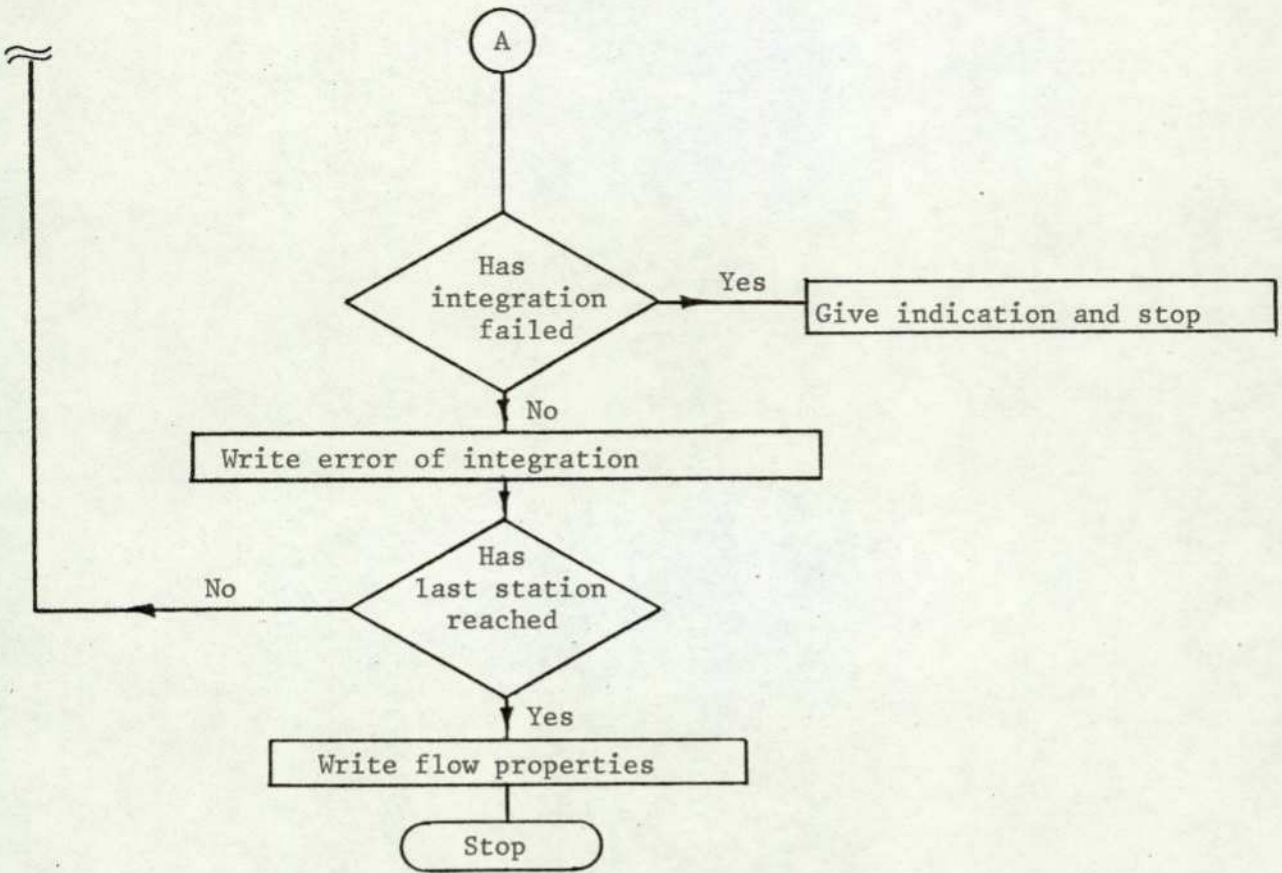 A
Has
integration
failed
Yes
Give indication and stop
No
Write error of integration
Has
last station
reached
No
Yes
Write flow properties
Stop